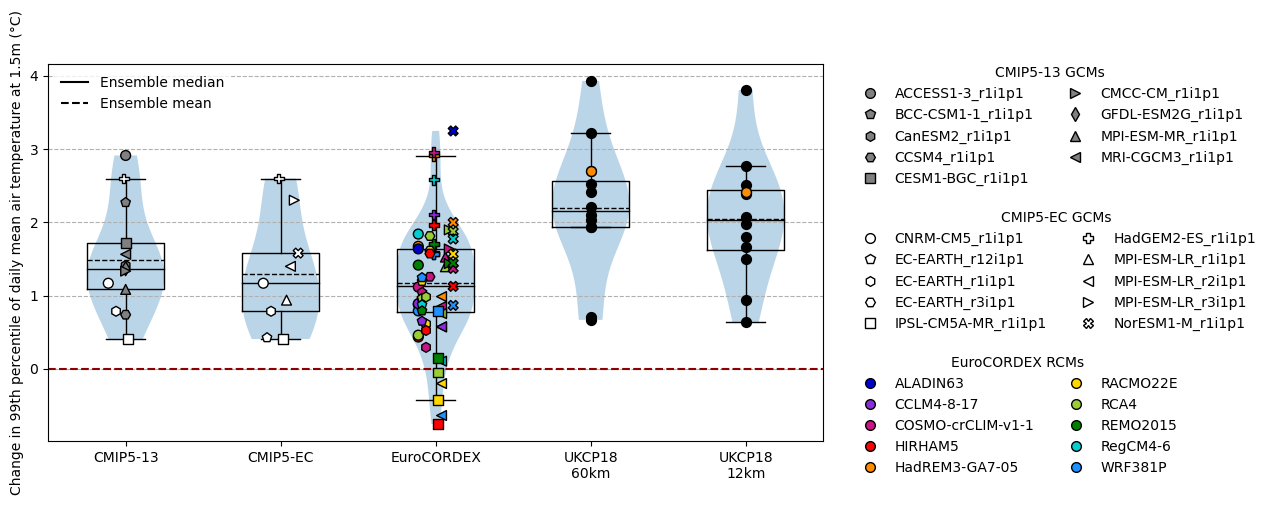 Change in 99th percentile of daily mean air temperature at 1.5m (°C)
4
3
2
1
0
Ensemble median
Ensemble mean
CMIP5-13
CMIP5-EC
EuroCORDEX
UKCP18
60km
UKCP18
12km
CMIP5-13 GCMs
ACCESS1-3_r1i1p1
BCC-CSM1-1_r1i1p1
CanESM2_r1i1p1
CCSM4_r1i1p1
CESM1-BGC_r1i1p1
CMCC-CM_r1i1p1
GFDL-ESM2G_r1i1p1
MPI-ESM-MR_r1i1p1
MRI-CGCM3_r1i1p1
CMIP5-EC GCMs
CNRM-CM5_r1i1p1
EC-EARTH_r12i1p1
EC-EARTH_r1i1p1
EC-EARTH_r3i1p1
IPSL-CM5A-MR_r1i1p1
HadGEM2-ES_r1i1p1
MPI-ESM-LR_r1i1p1
MPI-ESM-LR_r2i1p1
MPI-ESM-LR_r3i1p1
NorESM1-M_r1i1p1
EuroCORDEX RCMs
ALADIN63
CCLM4-8-17
COSMO-crCLIM-v1-1
HIRHAM5
HadREM3-GA7-05
RACMO22E
RCA4
REMO2015
RegCM4-6
WRF381P